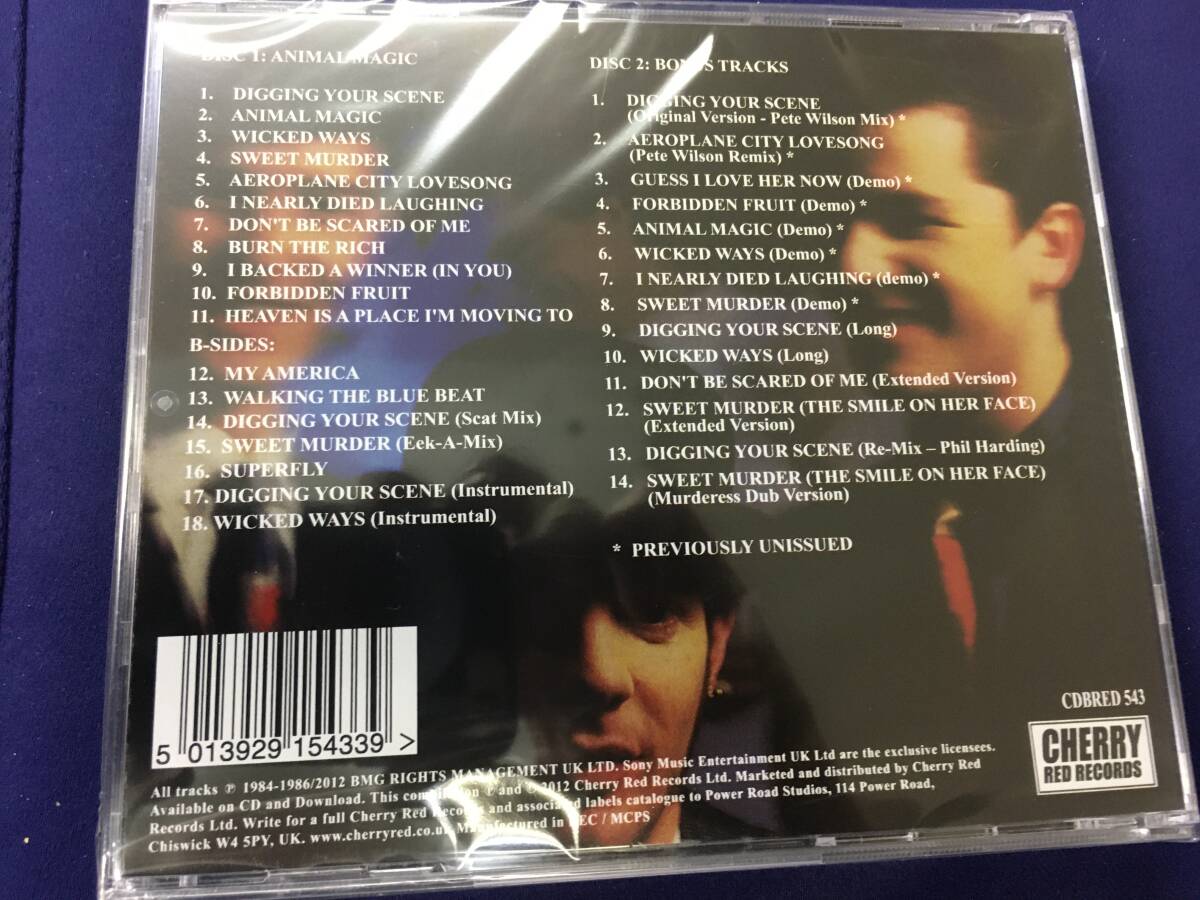 DISC 1: ANIMAL MAGIC
1. DIGGING YOUR SCENE
2. ANIMAL MAGIC
3. WICKED WAYS
4. SWEET MURDER
5. AEROPLANE CITY LOVESONG
6. I NEARLY DIED LAUGHING
7. DON'T BE SCARED OF ME
8. BURN THE RICH
9. I BACKED A WINNER (IN YOU)
10. FORBIDDEN FRUIT
11. HEAVEN IS A PLACE I'M MOVING TO
B-SIDES:
12. MY AMERICA
13. WALKING THE BLUE BEAT
14. DIGGING YOUR SCENE (Scat Mix)
15. SWEET MURDER (Eek-A-Mix)
16. SUPERFLY
17. DIGGING YOUR SCENE (Instrumental)
18. WICKED WAYS (Instrumental)
DISC 2: BONUS TRACKS
1. DIGGING YOUR SCENE
(Original Version - Pete Wilson Mix) *
2. AEROPLANE CITY LOVESONG
(Pete Wilson Remix) *
3. GUESS I LOVE HER NOW (Demo) *
4. FORBIDDEN FRUIT (Demo) *
5. ANIMAL MAGIC (Demo) *
6. WICKED WAYS (Demo) *
7. I NEARLY DIED LAUGHING (demo) *
8. SWEET MURDER (Demo) *
9. DIGGING YOUR SCENE (Long)
10. WICKED WAYS (Long)
11. DON'T BE SCARED OF ME (Extended Version)
12. SWEET MURDER (THE SMILE ON HER FACE)
(Extended Version)
13. DIGGING YOUR SCENE (Re-Mix – Phil Harding)
14. SWEET MURDER (THE SMILE ON HER FACE)
(Murderess Dub Version)
* PREVIOUSLY UNISSUED
5 013929 154339 >
CDBRED 543
CHERRY
RED RECORDS
All tracks ℗ 1984-1986/2012 BMG RIGHTS MANAGEMENT UK LTD. Sony Music Entertainment UK Ltd are the exclusive licensees.
Available on CD and Download. This compilation ℗ and © 2012 Cherry Red Records Ltd. Marketed and distributed by Cherry Red
Records Ltd. Write for a full Cherry Red Records and associated labels catalogue to Power Road Studios, 114 Power Road,
Chiswick W4 5PY, UK. www.cherryred.co.uk Manufactured in EEC / MCPS